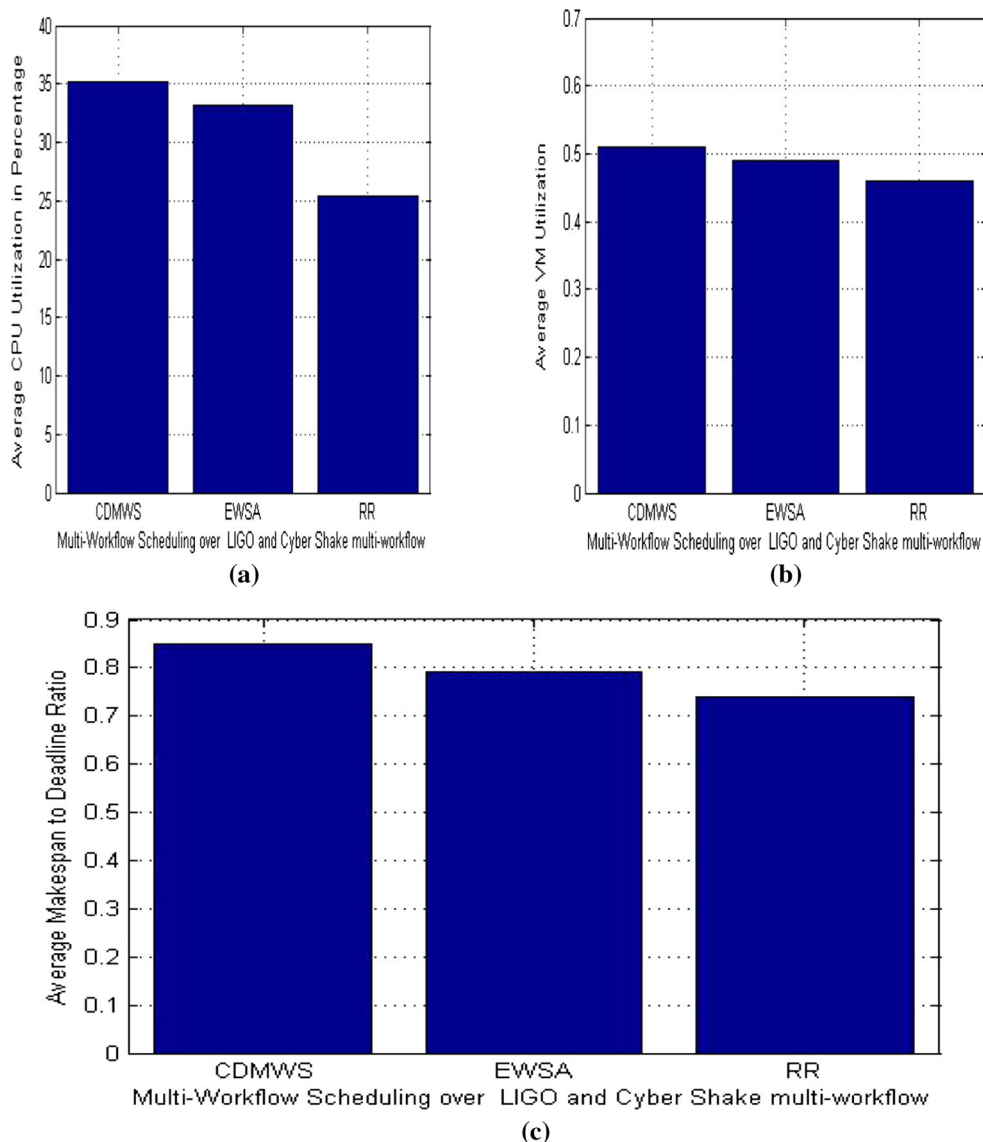 40
35
30
25
20
15
10
5
0
Average CPU Utilization in Percentage
CDMWS EWSA RR
Multi-Workflow Scheduling over LIGO and Cyber Shake multi-workflow
(a)
0.7
0.6
0.5
0.4
0.3
0.2
0.1
0
Average VM Utilization
CDMWS EWSA RR
Multi-Workflow Scheduling over LIGO and Cyber Shake multi-workflow
(b)
0.9
0.8
0.7
0.6
0.5
0.4
0.3
0.2
0.1
0
Average Makespan to Deadline Ratio
CDMWS EWSA RR
Multi-Workflow Scheduling over LIGO and Cyber Shake multi-workflow
(c)